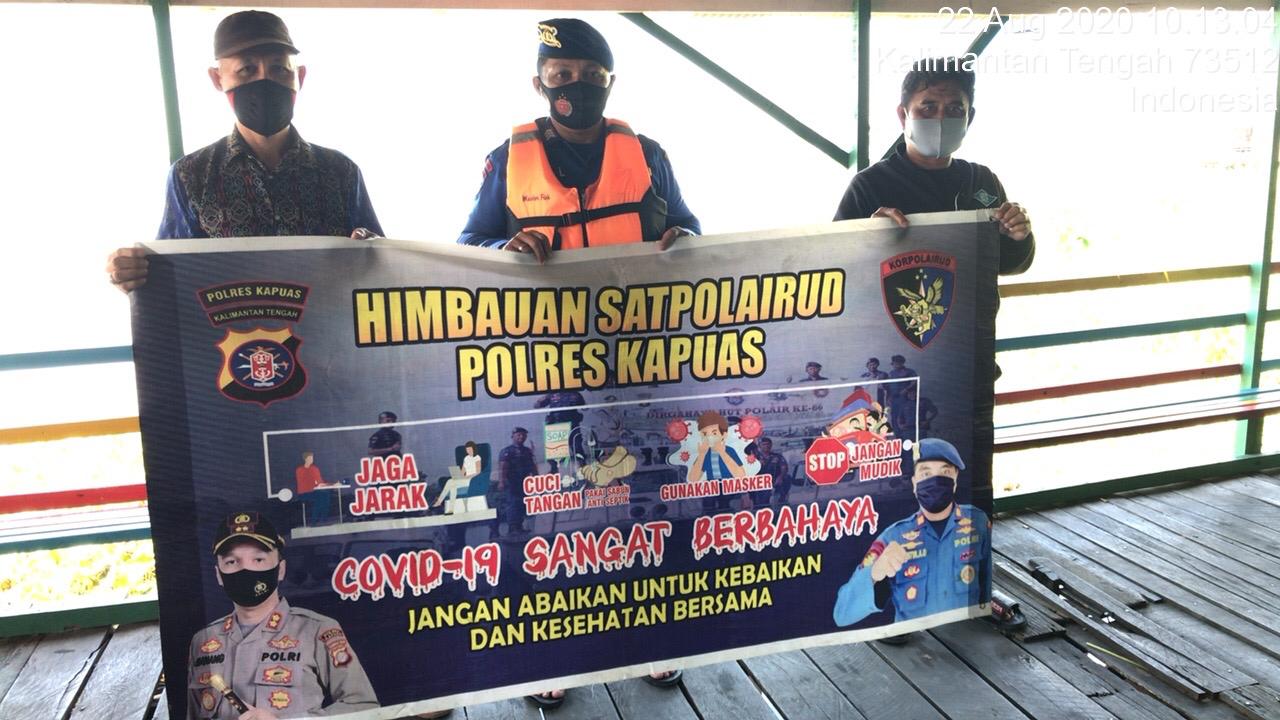 22 Aug 2020 10.13.04
Kalimantan Tengah 73512
Indonesia
POLRES KAPUAS
KALIMANTAN TENGAH
KORPOLAIRUD
HIMBAUAN SATPOLAIRUD
POLRES KAPUAS
DIRGAHAYU HUT POLAIR KE-66
JAGA
JARAK
SOAP
CUCI
TANGAN
PAKAI SABUN
ANTI SEPTIK
GUNAKAN MASKER
STOP
JANGAN
MUDIK
COVID-19 SANGAT BERBAHAYA
JANGAN ABAIKAN UNTUK KEBAIKAN
DAN KESEHATAN BERSAMA
POLRI
POLRI